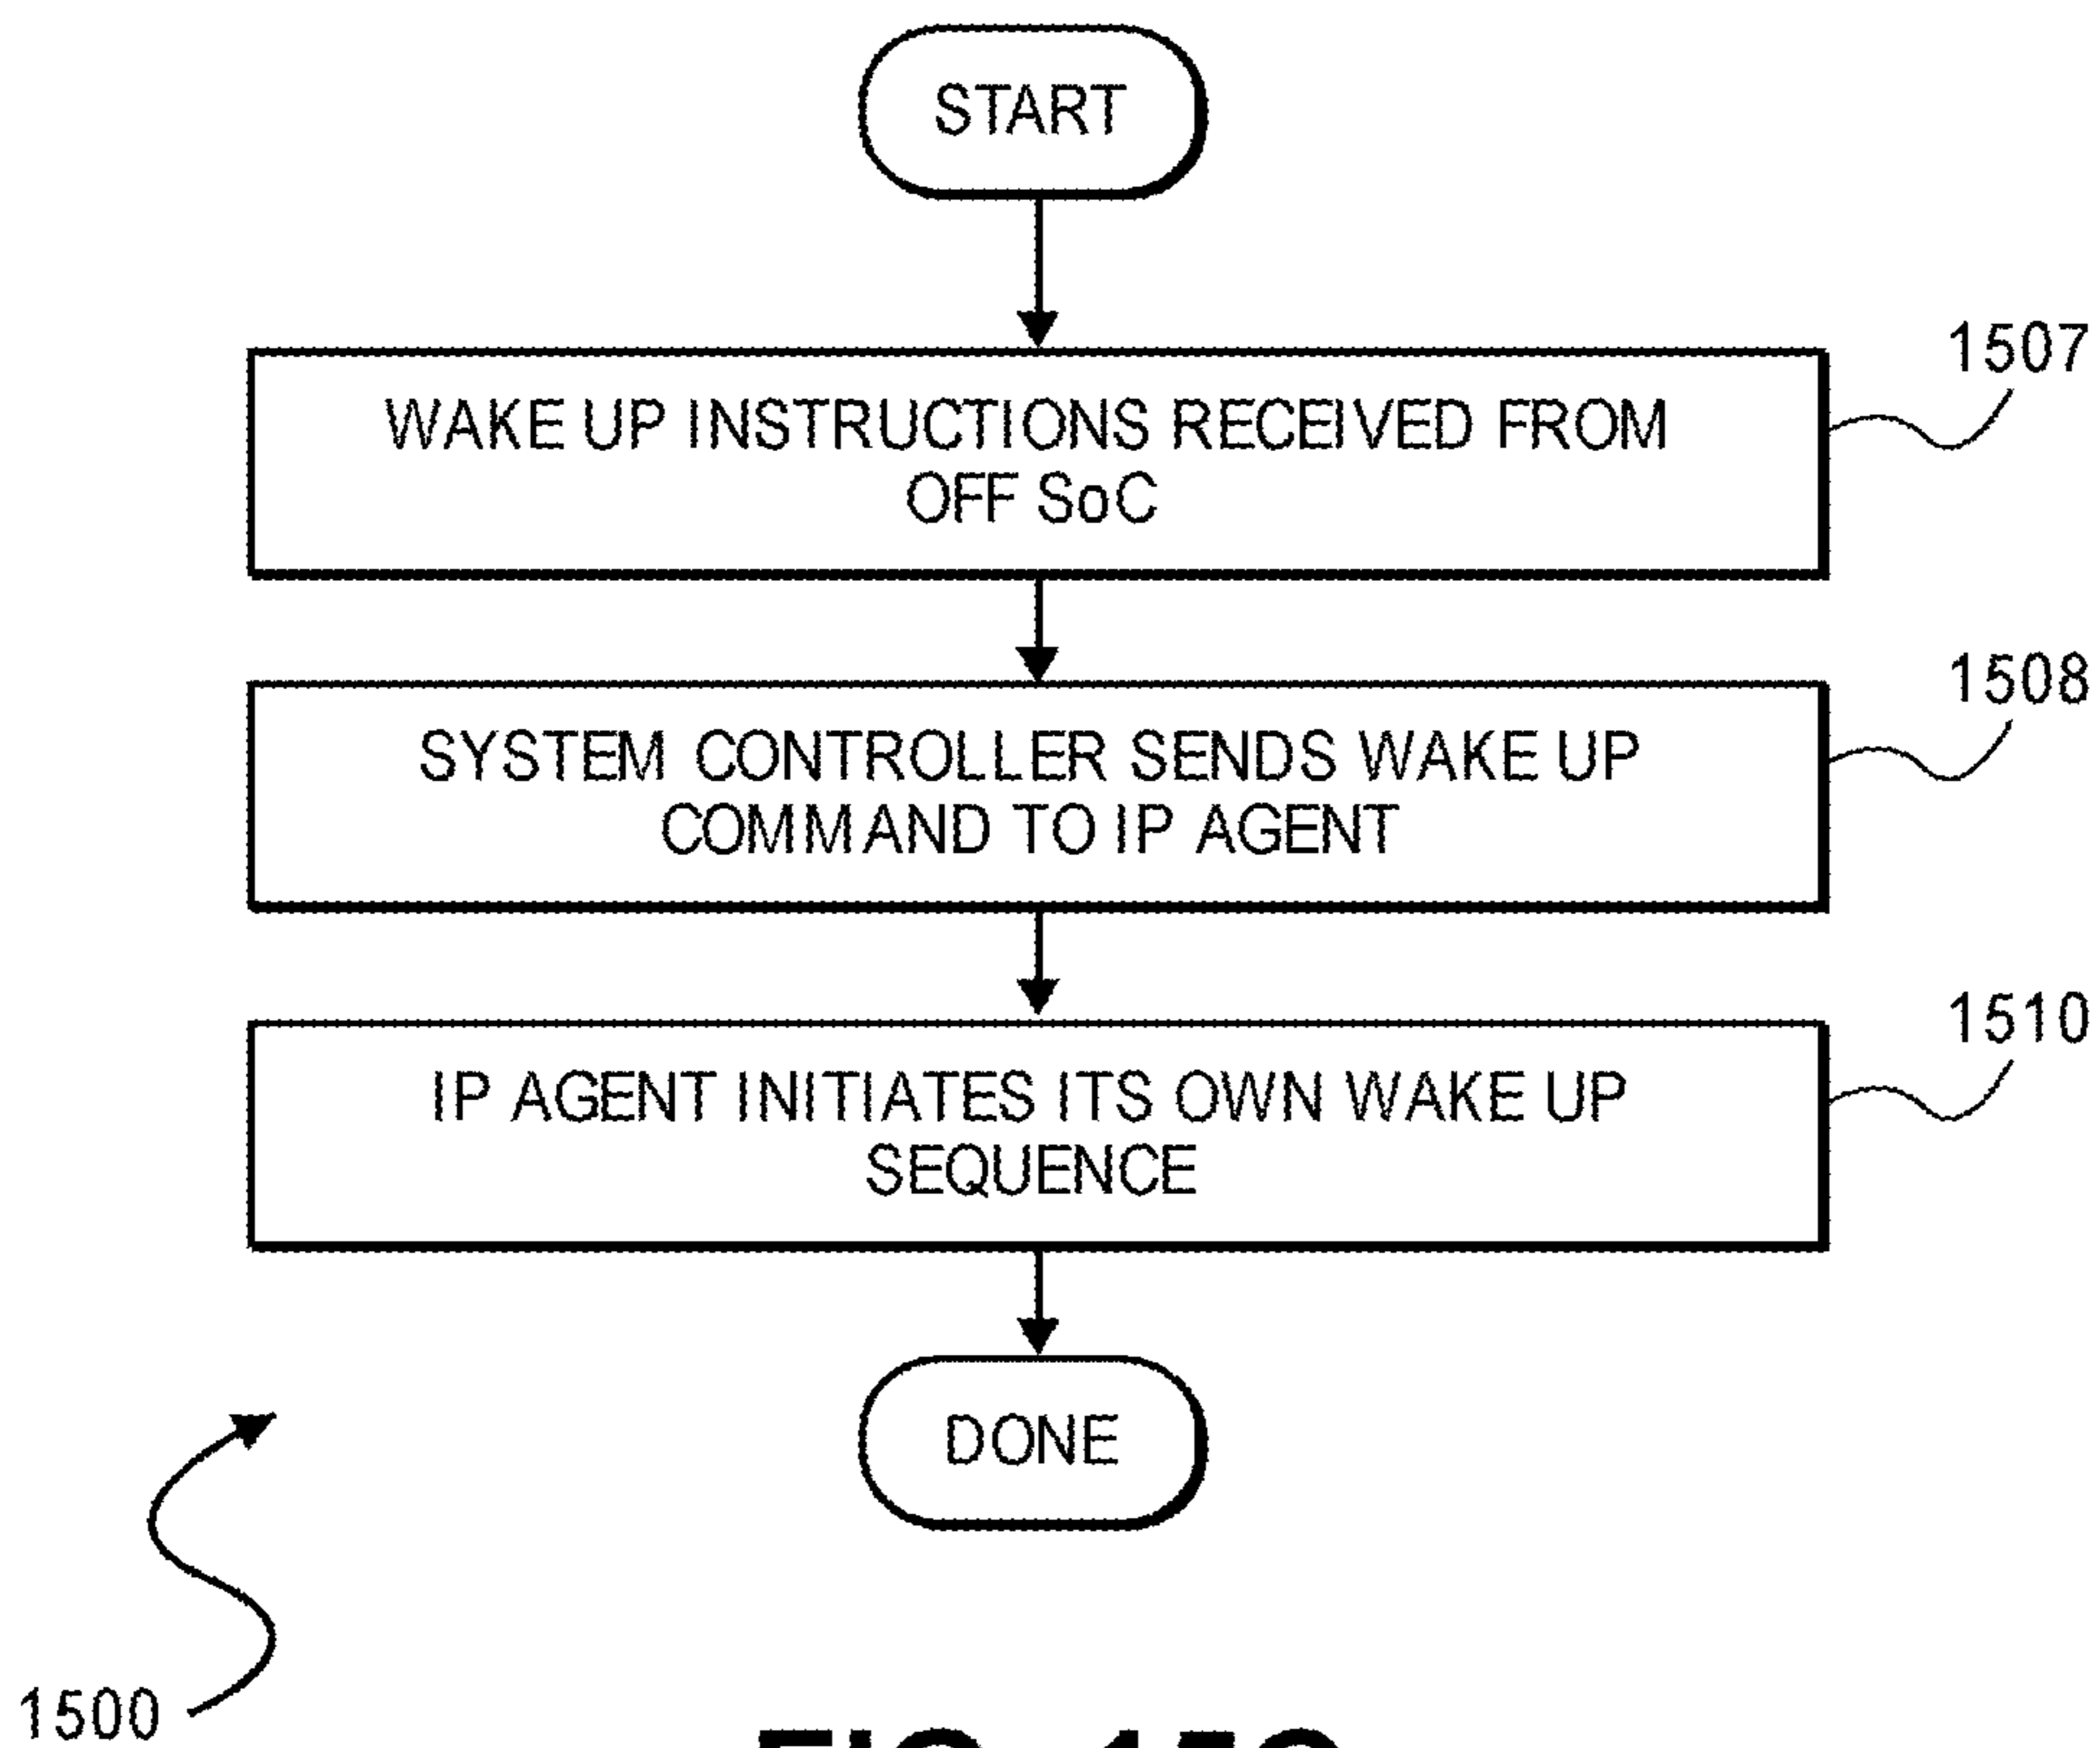 START
1507
WAKE UP INSTRUCTIONS RECEIVED FROM
OFF SoC
1508
SYSTEM CONTROLLER SENDS WAKE UP
COMMAND TO IP AGENT
1510
IP AGENT INITIATES ITS OWN WAKE UP
SEQUENCE
DONE
1500